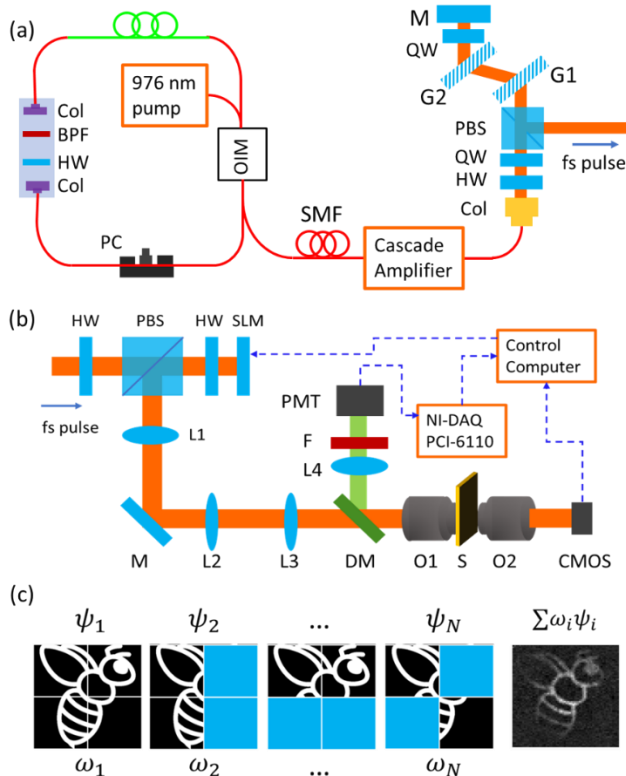 (a)
M
QW
G2
G1
976 nm
pump
Col
BPF
HW
Col
OIM
PBS
fs pulse
QW
HW
Col
PC
SMF
Cascade
Amplifier
(b)
HW
PBS
HW
SLM
Control
Computer
PMT
NI-DAQ
PCI-6110
fs pulse
L1
F
L4
M
L2
L3
DM
O1
S
O2
CMOS
(c)
ψ₁ ψ₂ ... ψ_N ∑ωᵢψᵢ
ω₁ ω₂ ... ω_N